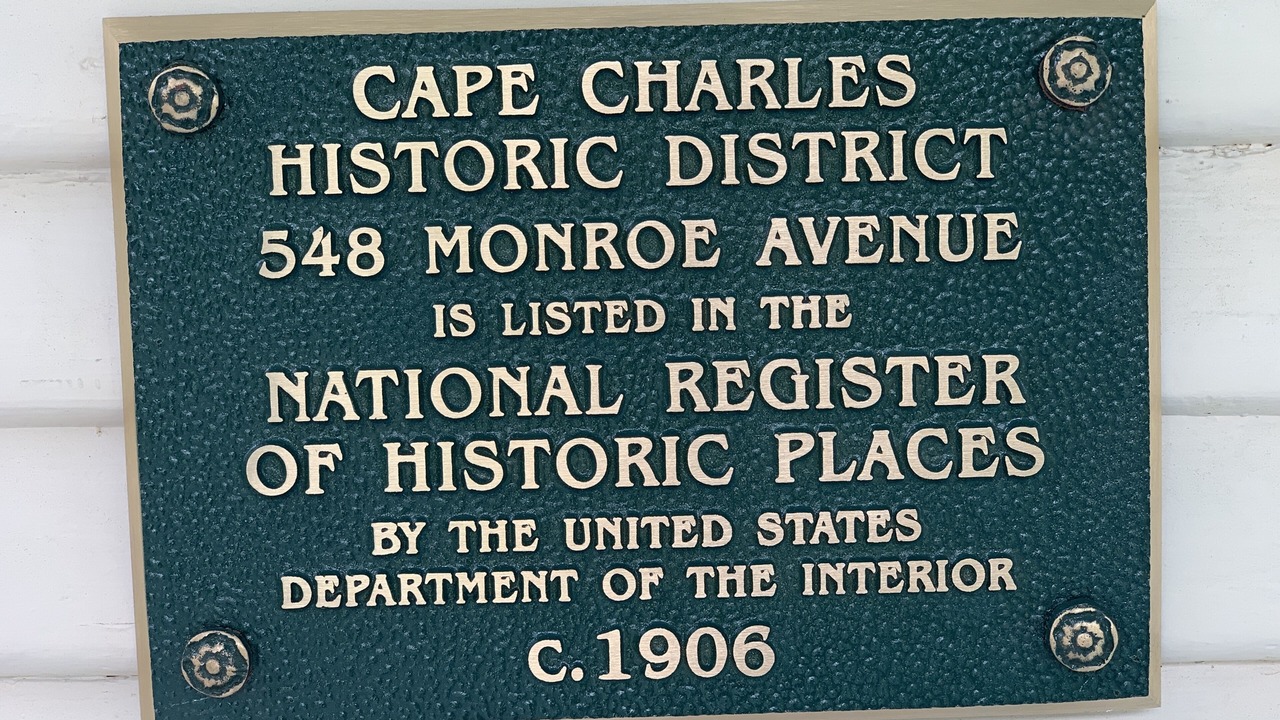 CAPE CHARLES
HISTORIC DISTRICT
548 MONROE AVENUE
IS LISTED IN THE
NATIONAL REGISTER
OF HISTORIC PLACES
BY THE UNITED STATES
DEPARTMENT OF THE INTERIOR
C.1906